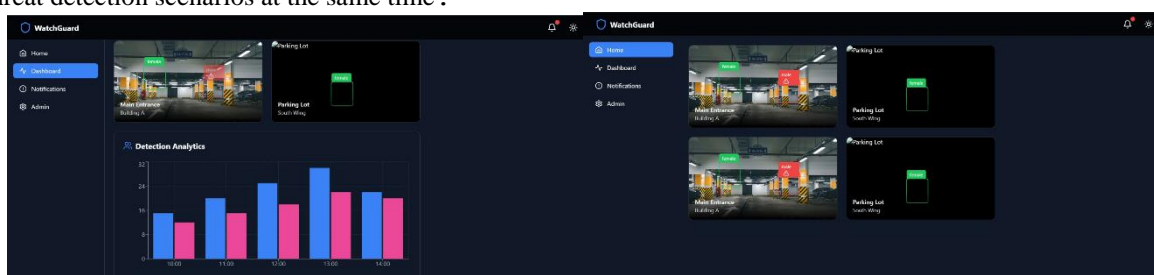 threat detection scenarios at the same time.
WatchGuard
Home
Dashboard
Notifications
Admin
female
Main Entrance
Building A
Parking Lot
female
Parking Lot
South Wing
Detection Analytics
32
24
16
8
0
10:00
11:00
12:00
13:00
14:00
WatchGuard
Home
Dashboard
Notifications
Admin
female
male
Main Entrance
Building A
Parking Lot
female
Parking Lot
South Wing
female
male
Main Entrance
Building A
Parking Lot
female
Parking Lot
South Wing